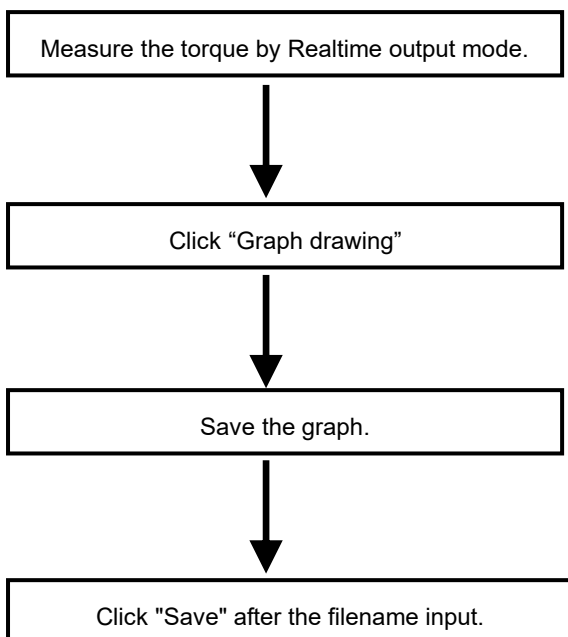 Measure the torque by Realtime output mode.
Click “Graph drawing”
Save the graph.
Click "Save" after the filename input.